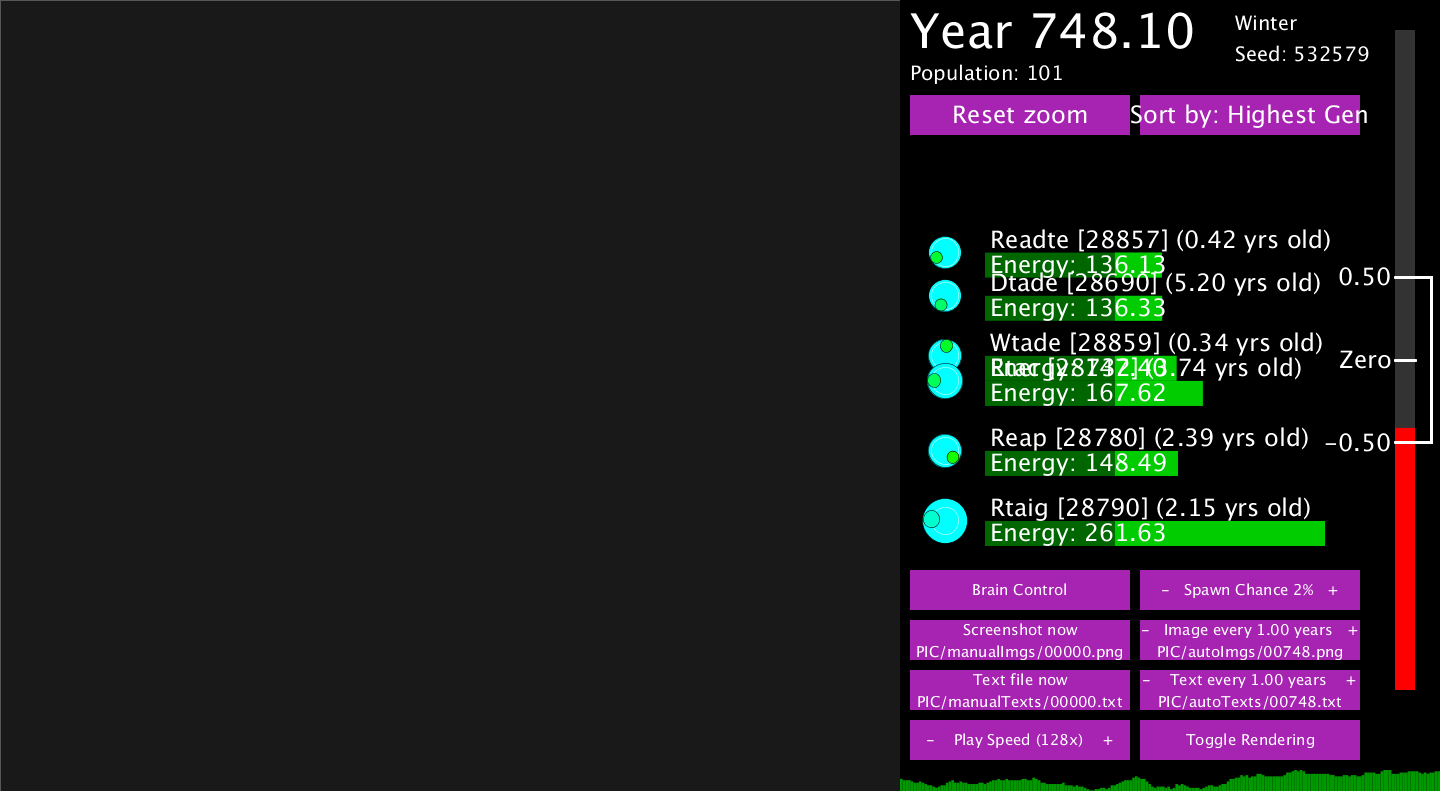 Year 748.10
Winter
Seed: 532579
Population: 101
Reset zoom
Sort by: Highest Gen
Readte [28857] (0.42 yrs old)
Energy: 136.13
Dtade [28690] (5.20 yrs old)
Energy: 136.33
Wtade [28859] (0.34 yrs old)
.74 yrs old)
Energy: 167.62
Reap [28780] (2.39 yrs old)
Energy: 148.49
Rtaig [28790] (2.15 yrs old)
Energy: 261.63
0.50
Zero
−0.50
Brain Control
- Spawn Chance 2% +
Screenshot now
PIC/manualImgs/00000.png
- Image every 1.00 years +
PIC/autoImgs/00748.png
Text file now
PIC/manualTexts/00000.txt
- Text every 1.00 years +
PIC/autoTexts/00748.txt
- Play Speed (128x) +
Toggle Rendering